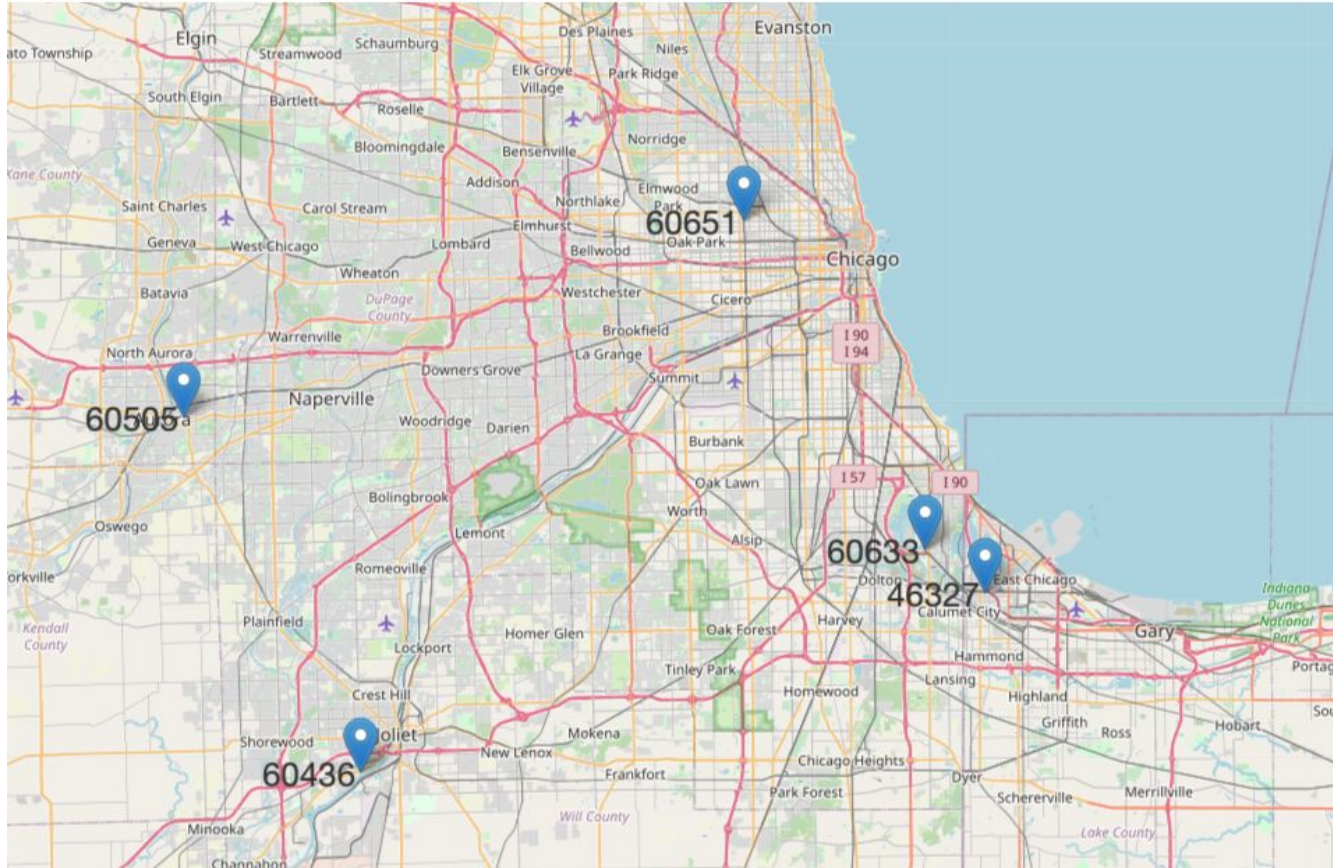 Elgin
Evanston
Des Plaines
Schaumburg
Niles
ato Township
Streamwood
Elk Grove
Village
Park Ridge
South Elgin
Bartlett
Roselle
Norridge
Bloomingdale
Bensenville
Kane County
Addison
Elmwood
Park
Northlake
Saint Charles
Carol Stream
60651
Elmhurst
Geneva
West Chicago
Lombard
Bellwood
Oak Park
Chicago
Wheaton
Batavia
DuPage
County
Westchester
Cicero
Warrenville
Brookfield
I 90
I 94
North Aurora
La Grange
Downers Grove
Summit
Naperville
60505
Woodridge
Darien
Burbank
Bolingbrook
Oak Lawn
I 57
I 90
Oswego
Lemont
Worth
Alsip
60633
orkville
Romeoville
Dolton
East Chicago
46327
Indiana
Dunes
National
Park
Plainfield
Calumet City
Kendall
County
Homer Glen
Oak Forest
Harvey
Gary
Lockport
Hammond
Tinley Park
Lansing
Portag
Crest Hill
Homewood
Highland
Sou
Shorewood
Joliet
Mokena
Griffith
Hobart
New Lenox
Ross
60436
Frankfort
Chicago Heights
Dyer
Park Forest
Schererville
Merrillville
Minooka
Will County
Lake County
Channahon